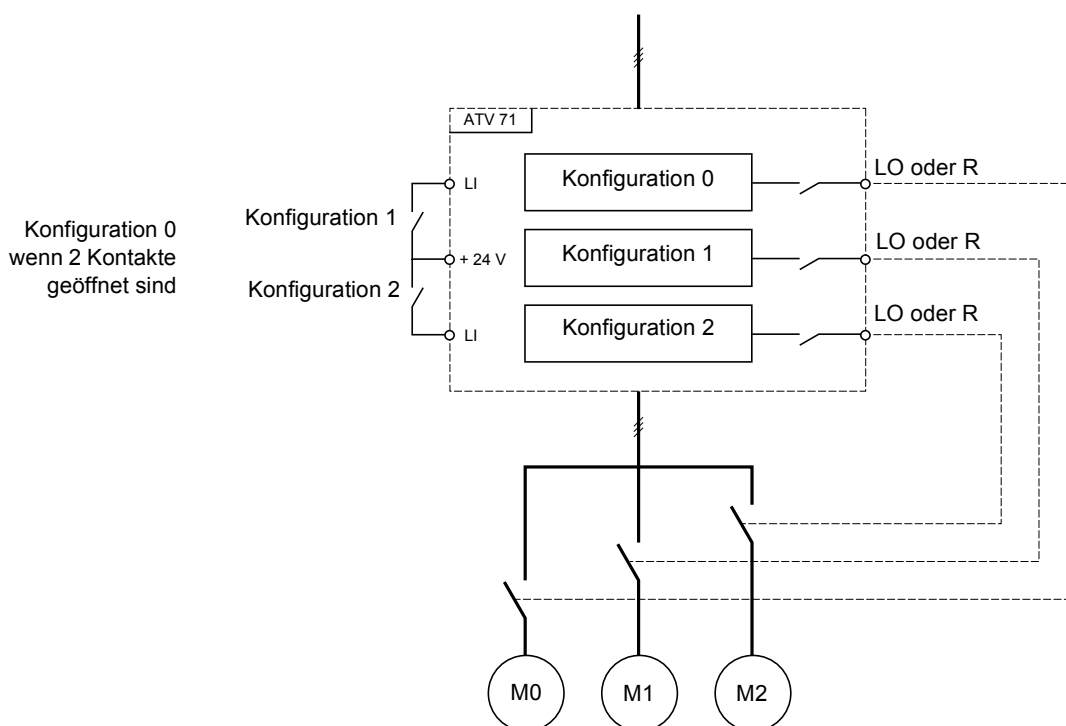 ATV 71
LI
Konfiguration 0
LO oder R
Konfiguration 1
Konfiguration 0
wenn 2 Kontakte
geöffnet sind
+ 24 V
Konfiguration 1
LO oder R
Konfiguration 2
LI
Konfiguration 2
LO oder R
M0
M1
M2